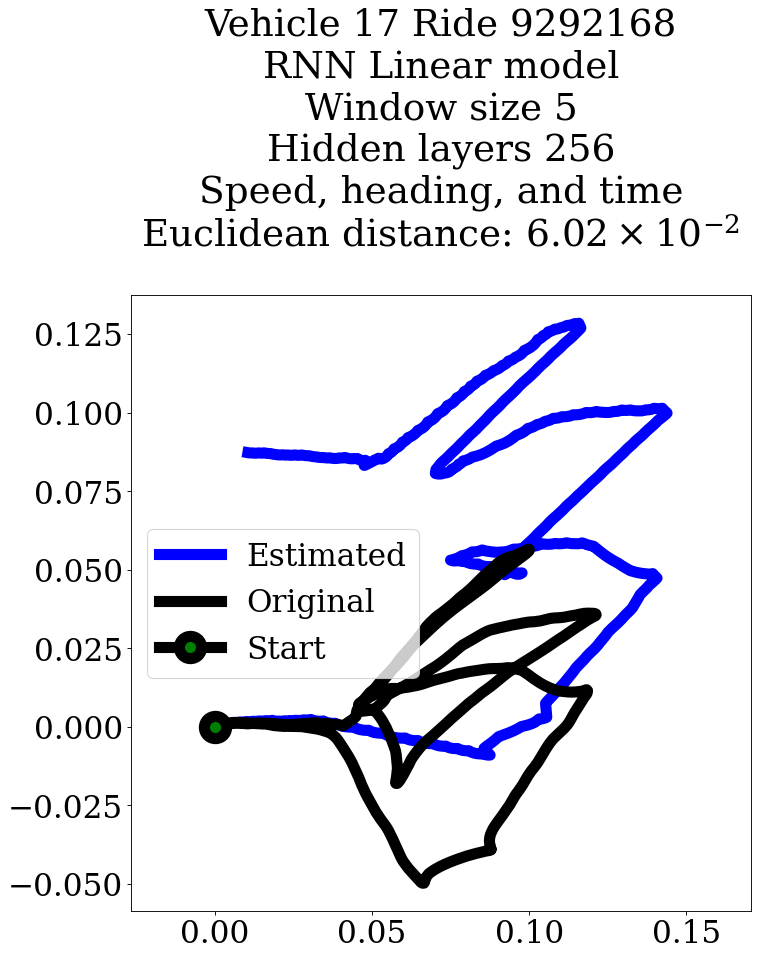 Vehicle 17 Ride 9292168
RNN Linear model
Window size 5
Hidden layers 256
Speed, heading, and time
Euclidean distance: 6.02 × 10⁻²
0.125
0.100
0.075
0.050
0.025
0.000
−0.025
−0.050
Estimated
Original
Start
0.00 0.05 0.10 0.15